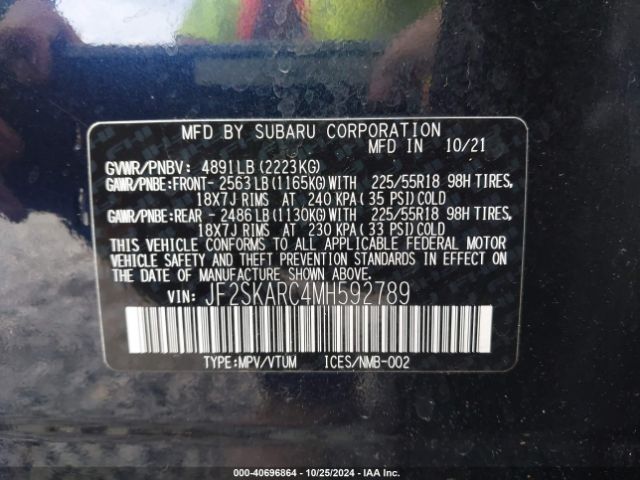 MFD BY SUBARU CORPORATION
MFD IN 10/21
GVWR/PNBV: 4891LB (2223KG)
GAWR/PNBE:FRONT- 2563LB (1165KG)WITH 225/55R18 98H TIRES,
18X7J RIMS AT 240 KPA(35 PSI)COLD
GAWR/PNBE:REAR - 2486LB (1130KG)WITH 225/55R18 98H TIRES,
18X7J RIMS AT 230 KPA(33 PSI)COLD
THIS VEHICLE CONFORMS TO ALL APPLICABLE FEDERAL MOTOR
VEHICLE SAFETY AND THEFT PREVENTION STANDARDS IN EFFECT
ON THE DATE OF MANUFACTURE SHOWN ABOVE.
VIN: JF2SKARC4MH592789
TYPE:MPV/VTUM ICES/NMB-002
000-40696864 - 10/25/2024 - IAA Inc.